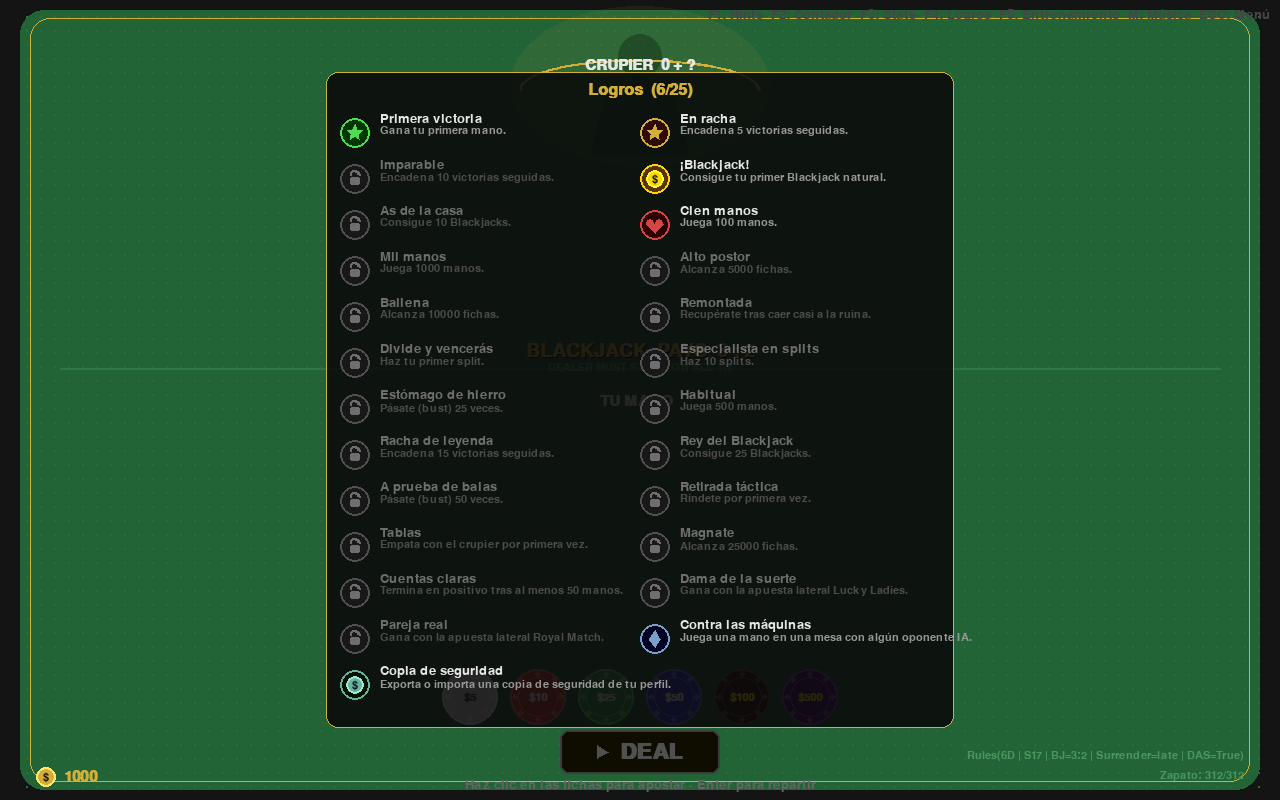 CRUPIER 0 + ?
Logros (6/25)
Primera victoria
Gana tu primera mano.
En racha
Encadena 5 victorias seguidas.
Imparable
Encadena 10 victorias seguidas.
¡Blackjack!
Consigue tu primer Blackjack natural.
As de la casa
Consigue 10 Blackjacks.
Cien manos
Juega 100 manos.
Mil manos
Juega 1000 manos.
Alto postor
Alcanza 5000 fichas.
Ballena
Alcanza 10000 fichas.
Remontada
Recupérate tras caer casi a la ruina.
Divide y vencerás
Haz tu primer split.
Especialista en splits
Haz 10 splits.
BLACKJACK
DEALER MUST
TU
Estómago de hierro
Pásate (bust) 25 veces.
Habitual
Juega 500 manos.
Racha de leyenda
Encadena 15 victorias seguidas.
Rey del Blackjack
Consigue 25 Blackjacks.
A prueba de balas
Pásate (bust) 50 veces.
Retirada táctica
Ríndete por primera vez.
Tablas
Empata con el crupier por primera vez.
Magnate
Alcanza 25000 fichas.
Cuentas claras
Termina en positivo tras al menos 50 manos.
Dama de la suerte
Gana con la apuesta lateral Lucky Ladies.
Pareja real
Gana con la apuesta lateral Royal Match.
Contra las máquinas
Juega una mano en una mesa con algún oponente IA.
Copia de seguridad
Exporta o importa una copia de seguridad de tu perfil.
$5 $10 $25 $50 $100 $500
DEAL
Haz clic en las fichas para apostar · Enter para repartir
$ 1000
Rules(6D | S17 | BJ=3:2 | Surrender=late | DAS=True)
Zapato: 312/312